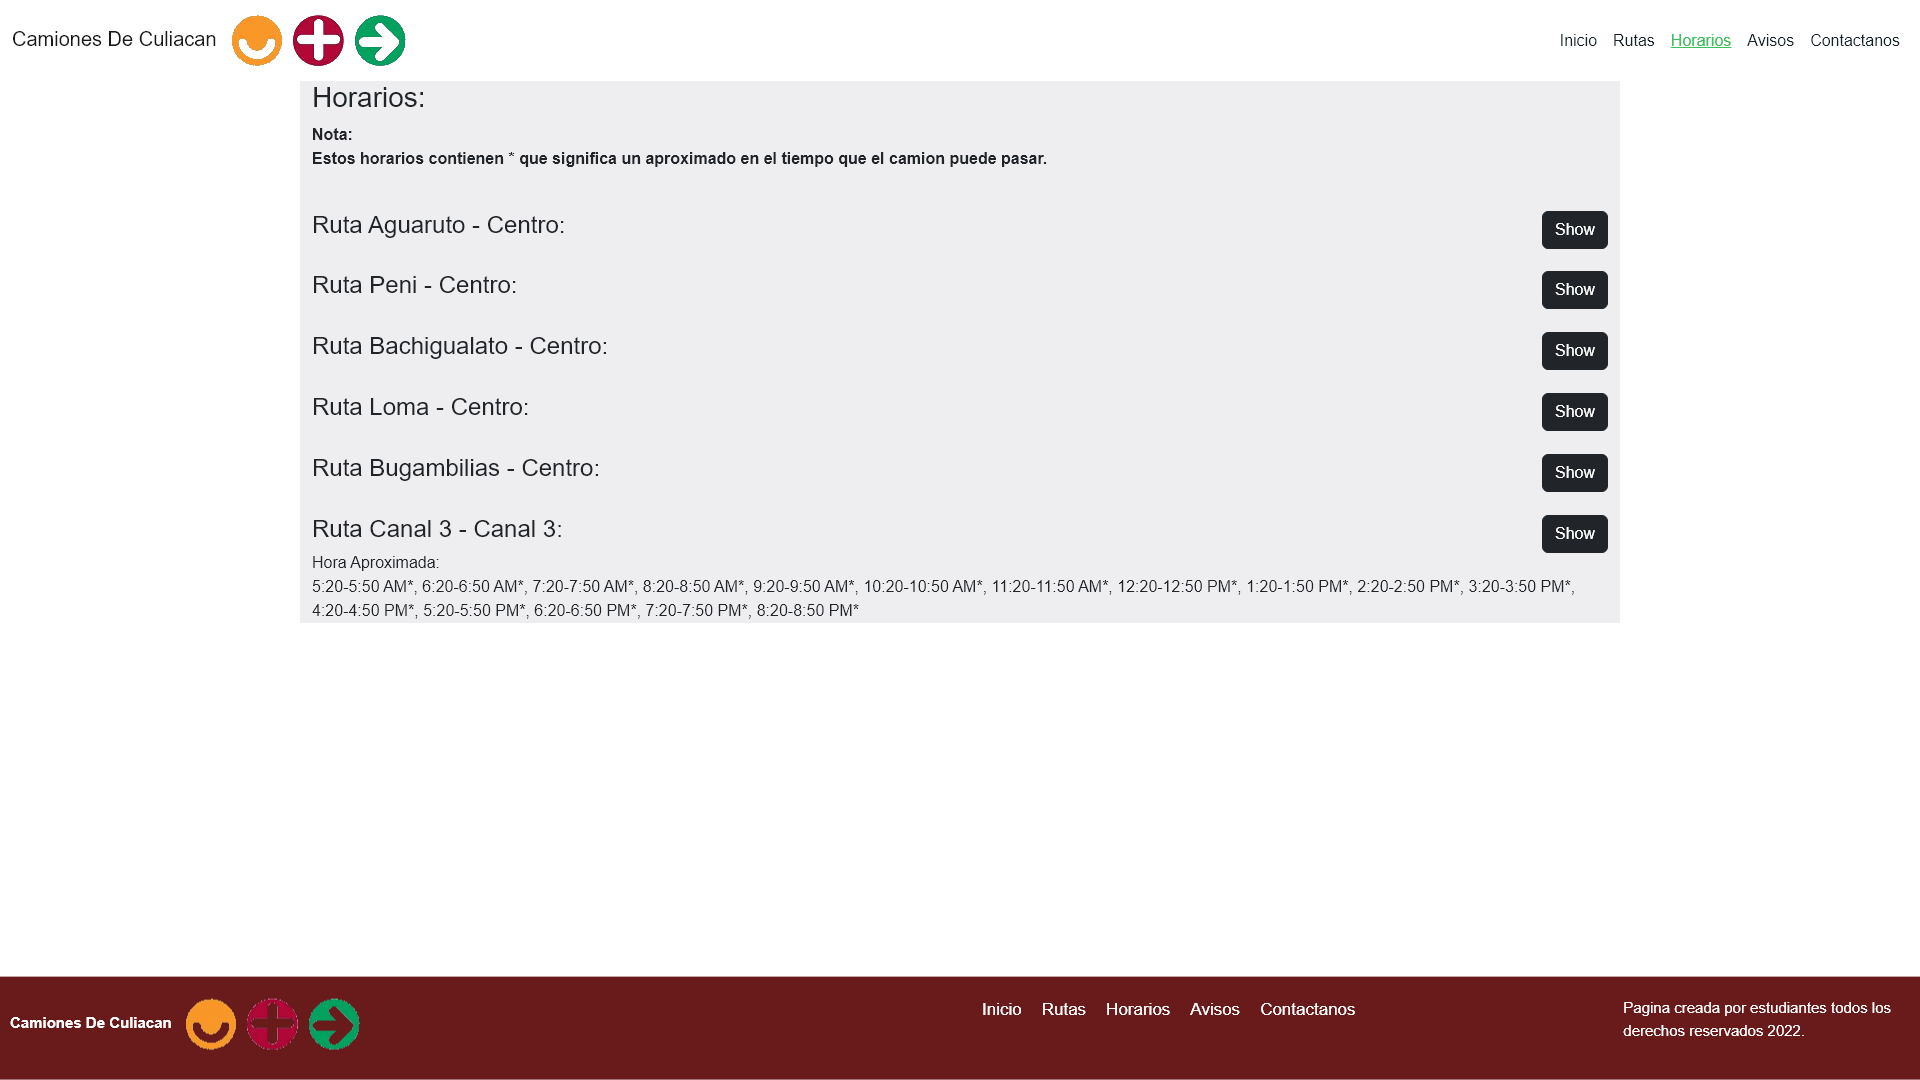 Camiones De Culiacan
Inicio Rutas Horarios Avisos Contactanos
Horarios:
Nota:
Estos horarios contienen * que significa un aproximado en el tiempo que el camion puede pasar.
Ruta Aguaruto - Centro:
Show
Ruta Peni - Centro:
Show
Ruta Bachigualato - Centro:
Show
Ruta Loma - Centro:
Show
Ruta Bugambilias - Centro:
Show
Ruta Canal 3 - Canal 3:
Show
Hora Aproximada:
5:20-5:50 AM*, 6:20-6:50 AM*, 7:20-7:50 AM*, 8:20-8:50 AM*, 9:20-9:50 AM*, 10:20-10:50 AM*, 11:20-11:50 AM*, 12:20-12:50 PM*, 1:20-1:50 PM*, 2:20-2:50 PM*, 3:20-3:50 PM*,
4:20-4:50 PM*, 5:20-5:50 PM*, 6:20-6:50 PM*, 7:20-7:50 PM*, 8:20-8:50 PM*
Camiones De Culiacan
Inicio Rutas Horarios Avisos Contactanos
Pagina creada por estudiantes todos los
derechos reservados 2022.